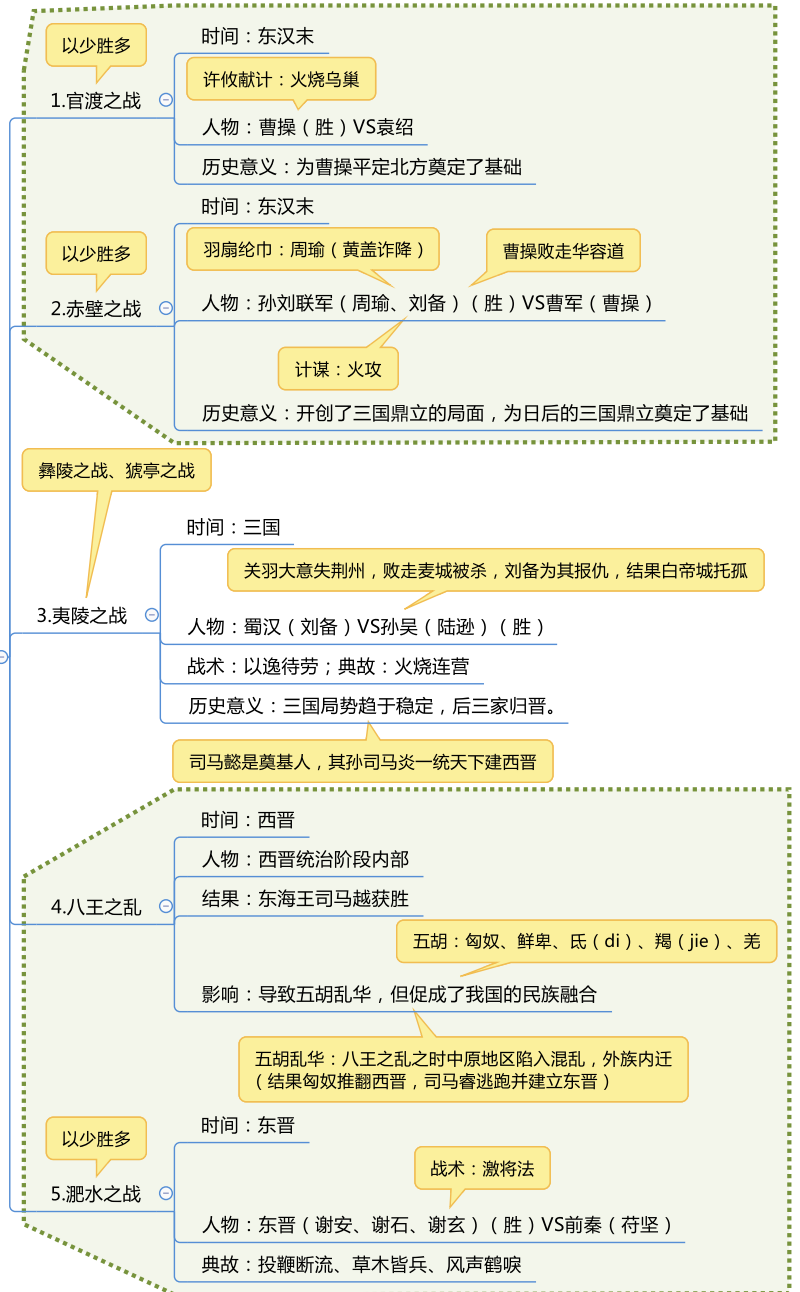 以少胜多
1.官渡之战
时间：东汉末
许攸献计：火烧乌巢
人物：曹操（胜）VS袁绍
历史意义：为曹操平定北方奠定了基础
以少胜多
2.赤壁之战
时间：东汉末
羽扇纶巾：周瑜（黄盖诈降）
曹操败走华容道
人物：孙刘联军（周瑜、刘备）（胜）VS曹军（曹操）
计谋：火攻
历史意义：开创了三国鼎立的局面，为日后的三国鼎立奠定了基础
彝陵之战、猇亭之战
3.夷陵之战
时间：三国
关羽大意失荆州，败走麦城被杀，刘备为其报仇，结果白帝城托孤
人物：蜀汉（刘备）VS孙吴（陆逊）（胜）
战术：以逸待劳；典故：火烧连营
历史意义：三国局势趋于稳定，后三家归晋。
司马懿是奠基人，其孙司马炎一统天下建西晋
4.八王之乱
时间：西晋
人物：西晋统治阶段内部
结果：东海王司马越获胜
五胡：匈奴、鲜卑、氐（di）、羯（jie）、羌
影响：导致五胡乱华，但促成了我国的民族融合
五胡乱华：八王之乱之时中原地区陷入混乱，外族内迁
（结果匈奴推翻西晋，司马睿逃跑并建立东晋）
以少胜多
5.淝水之战
时间：东晋
战术：激将法
人物：东晋（谢安、谢石、谢玄）（胜）VS前秦（苻坚）
典故：投鞭断流、草木皆兵、风声鹤唳